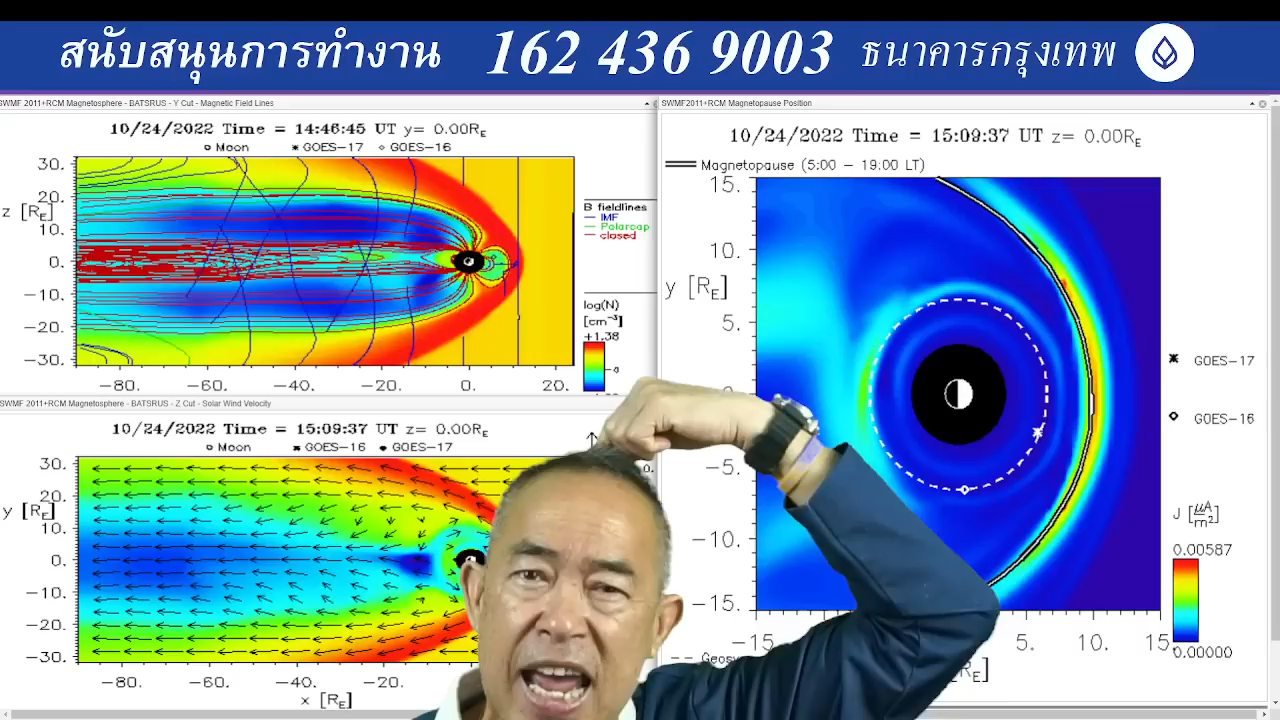 สนับสนุนการทำงาน 162 436 9003 ธนาคารกรุงเทพ
SWMF 2011+RCM Magnetosphere - BATSRUS - Y Cut - Magnetic Field Lines
10/24/2022 Time = 14:46:45 UT y= 0.00RE
Moon GOES-17 GOES-16
30.
20.
z [RE]
10.
0.
-10.
-20.
-30.
-80. -60. -40. -20. 0. 20.
B fieldlines
IMF
Polarcap
closed
log(N)
[cm-3]
+1.38
SWMF 2011+RCM Magnetosphere - BATSRUS - Z Cut - Solar Wind Velocity
10/24/2022 Time = 15:09:37 UT z= 0.00RE
Moon GOES-16 GOES-17
30.
20.
y [RE]
10.
0.
-10.
-20.
-30.
-80. -60. -40. -20.
x [RE]
SWMF2011+RCM Magnetopause Position
10/24/2022 Time = 15:09:37 UT z= 0.00RE
Magnetopause (5:00 - 19:00 LT)
15.
10.
y [RE]
5.
-5.
-10.
-15.
-15 5. 10. 15
GOES-17
GOES-16
J [μA/m2]
0.00587
0.00000